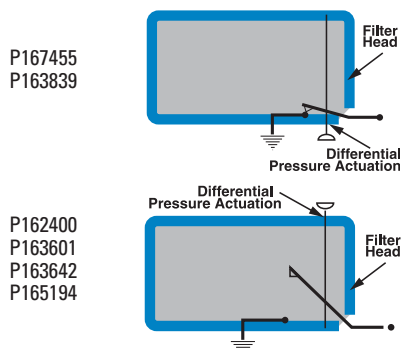 P167455
P163839
Filter
Head
Differential
Pressure Actuation
P162400
P163601
P163642
P165194
Differential
Pressure Actuation
Filter
Head